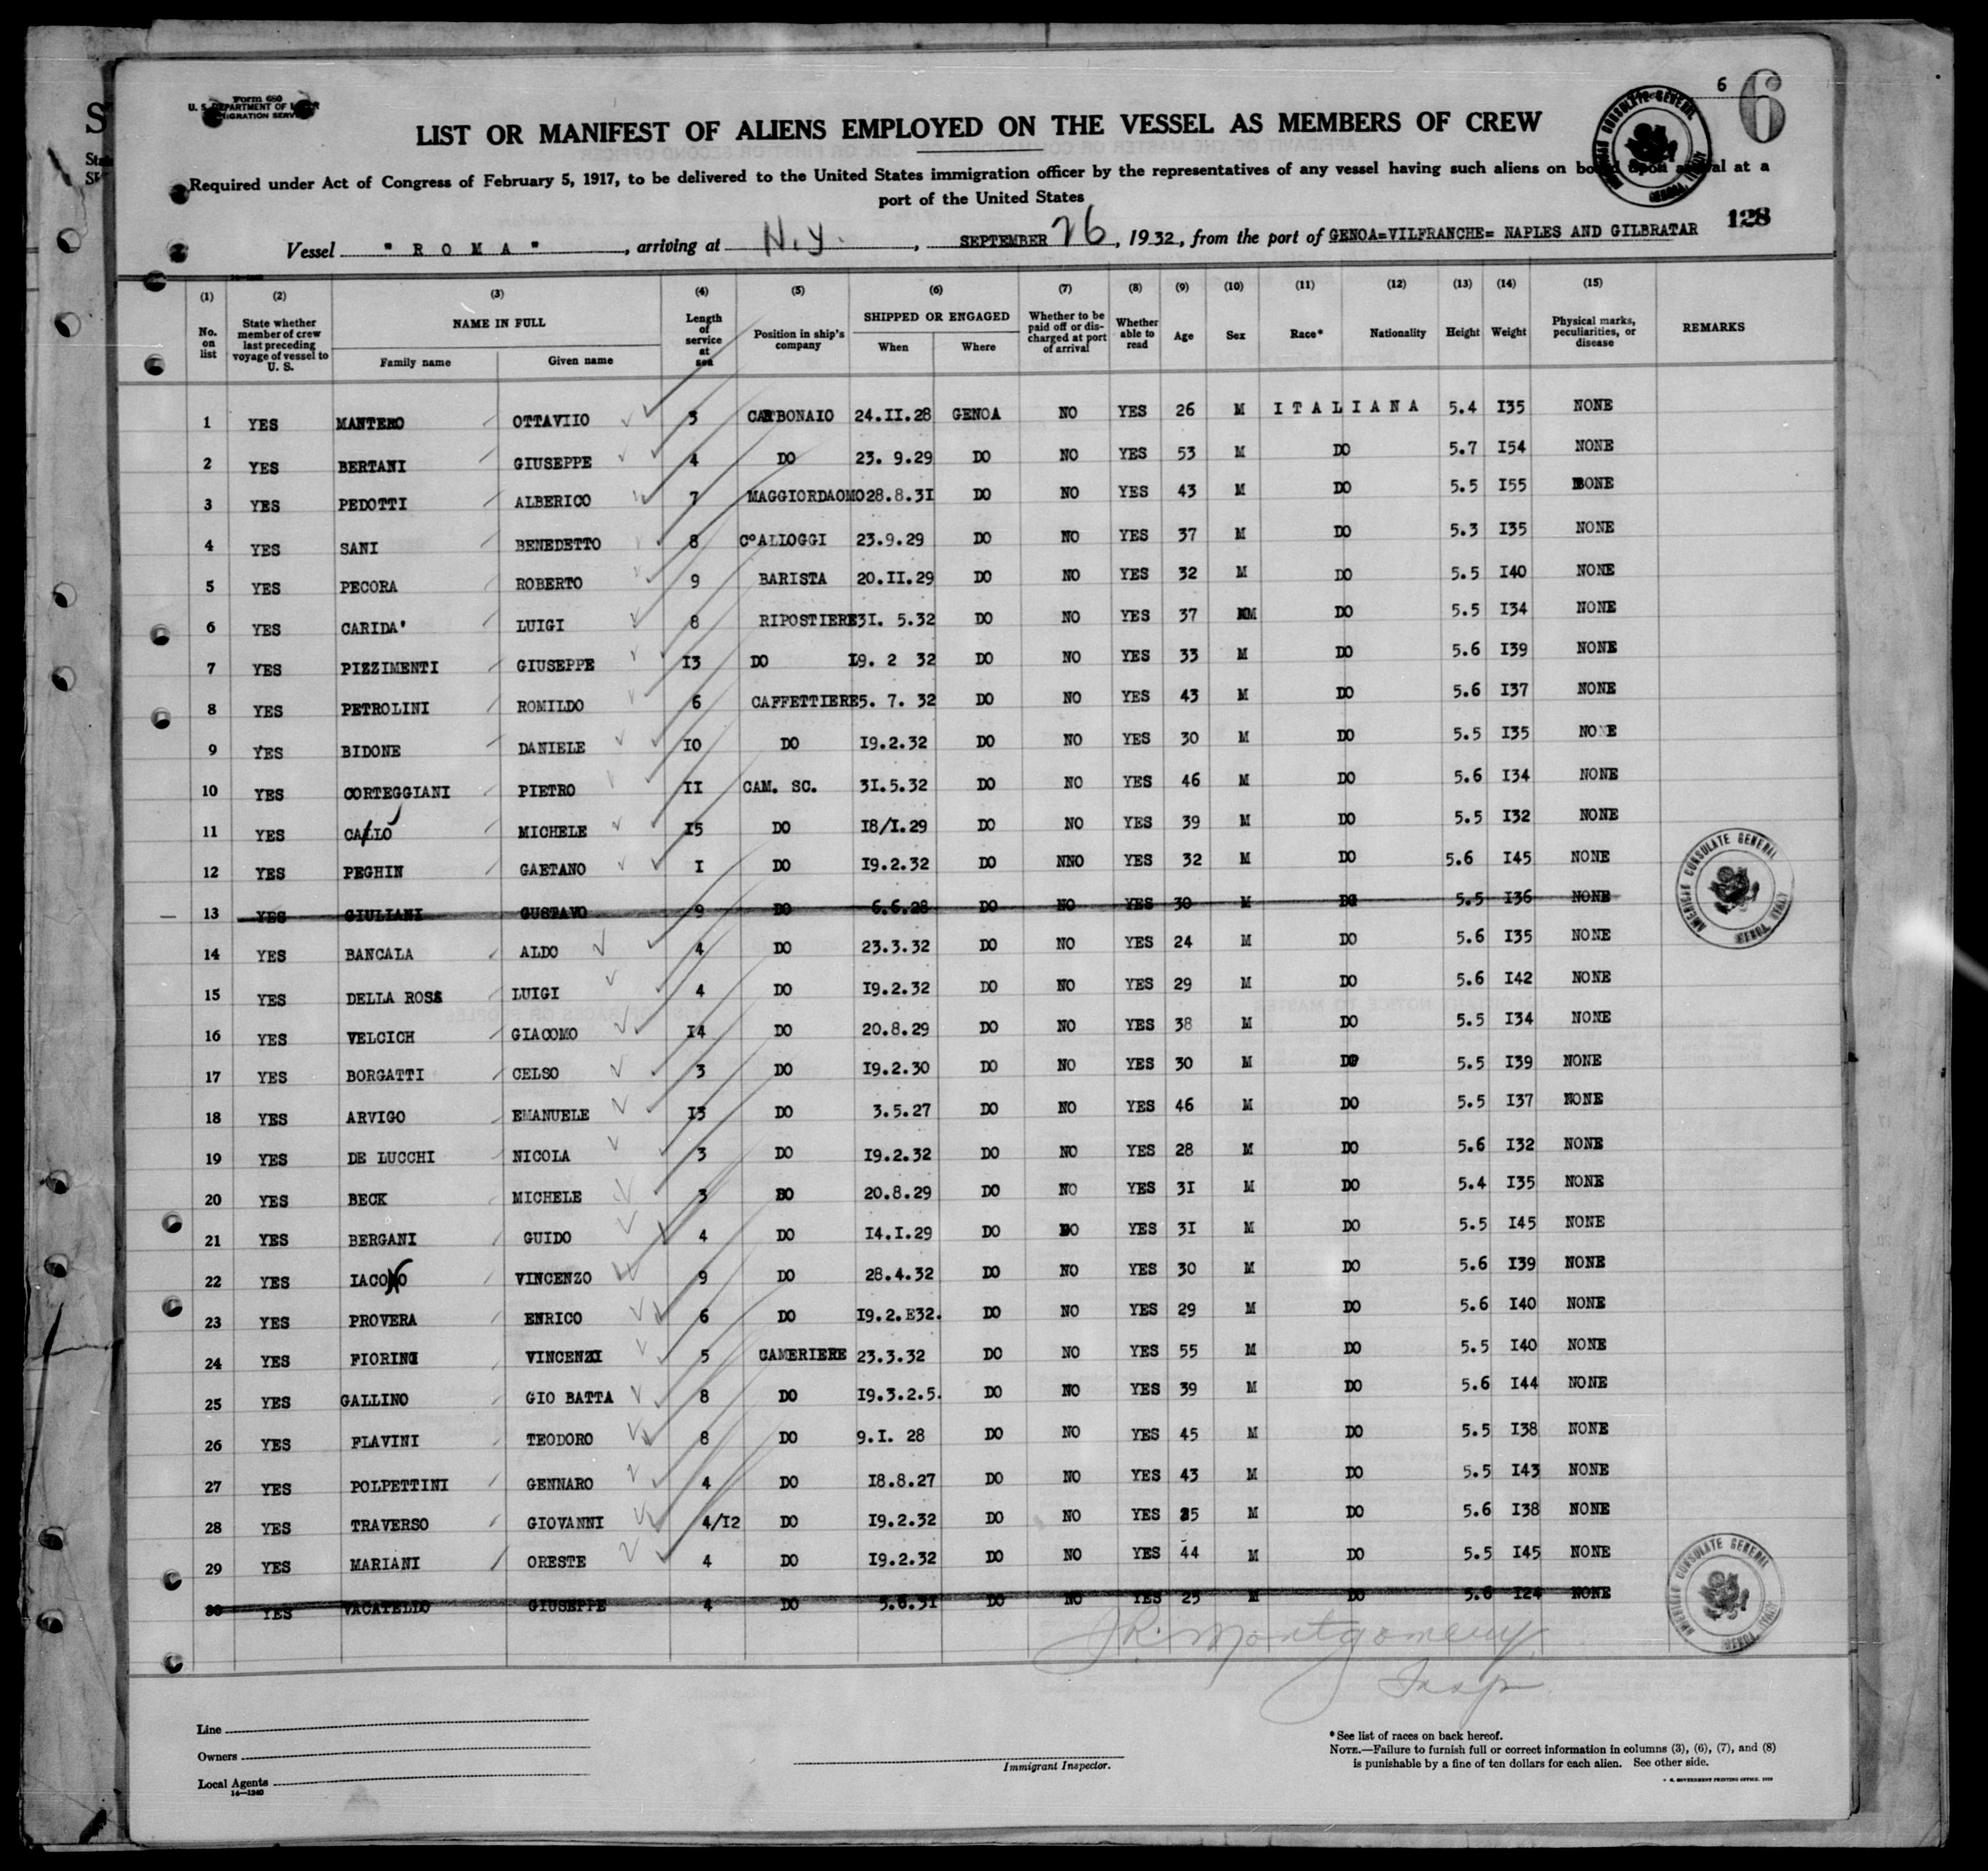 6 6
Form 680
U. S. DEPARTMENT OF LABOR
IMMIGRATION SERVICE
LIST OR MANIFEST OF ALIENS EMPLOYED ON THE VESSEL AS MEMBERS OF CREW
AMERICAN CONSULATE GENERAL GENOA, ITALY
Required under Act of Congress of February 5, 1917, to be delivered to the United States immigration officer by the representatives of any vessel having such aliens on board upon arrival at a
port of the United States
128
Vessel " R O M A " , arriving at N.Y. , SEPTEMBER 26 , 1932, from the port of GENOA=VILFRANCHE= NAPLES AND GILBRATAR
(1) (2) (3) (4) (5) (6) (7) (8) (9) (10) (11) (12) (13) (14) (15)
No. on list State whether member of crew last preceding voyage of vessel to U. S. NAME IN FULL Family name Given name Length of service at sea Position in ship's company SHIPPED OR ENGAGED When Where Whether to be paid off or discharged at port of arrival Whether able to read Age Sex Race* Nationality Height Weight Physical marks, peculiarities, or disease REMARKS
1 YES MANTERO OTTAVIIO 3 CARBONAIO 24.II.28 GENOA NO YES 26 M I T A L I A N A 5.4 I35 NONE
2 YES BERTANI GIUSEPPE 4 DO 23. 9.29 DO NO YES 53 M DO 5.7 I54 NONE
3 YES PEDOTTI ALBERICO 7 MAGGIORDAOMO 28.8.3I DO NO YES 43 M DO 5.5 I55 BONE
4 YES SANI BENEDETTO 8 C°ALIOGGI 23.9.29 DO NO YES 37 M DO 5.3 I35 NONE
5 YES PECORA ROBERTO 9 BARISTA 20.II.29 DO NO YES 32 M DO 5.5 I40 NONE
6 YES CARIDA' LUIGI 8 RIPOSTIERE 3I. 5.32 DO NO YES 37 M DO 5.5 I34 NONE
7 YES PIZZIMENTI GIUSEPPE I3 DO I9. 2 32 DO NO YES 33 M DO 5.6 I39 NONE
8 YES PETROLINI ROMILDO 6 CAFFETTIERE 5. 7. 32 DO NO YES 43 M DO 5.6 I37 NONE
9 YES BIDONE DANIELE I0 DO I9.2.32 DO NO YES 30 M DO 5.5 I35 NONE
10 YES CORTEGGIANI PIETRO II CAM. SC. 3I.5.32 DO NO YES 46 M DO 5.6 I34 NONE
11 YES CALLO' MICHELE I5 DO I8/I.29 DO NO YES 39 M DO 5.5 I32 NONE
12 YES PEGHIN GAETANO I DO I9.2.32 DO NNO YES 32 M DO 5.6 I45 NONE
13 YES GIULIANI GUSTAVO 9 DO 6.6.28 DO NO YES 30 M DO 5.5 I36 NONE
AMERICAN CONSULATE GENERAL GENOA, ITALY
14 YES BANCALA ALDO 4 DO 23.3.32 DO NO YES 24 M DO 5.6 I35 NONE
15 YES DELLA ROSA LUIGI 4 DO I9.2.32 DO NO YES 29 M DO 5.6 I42 NONE
16 YES VELCICH GIACOMO I4 DO 20.8.29 DO NO YES 38 M DO 5.5 I34 NONE
17 YES BORGATTI CELSO 3 DO I9.2.30 DO NO YES 30 M DO 5.5 I39 NONE
18 YES ARVIGO EMANUELE I3 DO 3.5.27 DO NO YES 46 M DO 5.5 I37 NONE
19 YES DE LUCCHI NICOLA 3 DO I9.2.32 DO NO YES 28 M DO 5.6 I32 NONE
20 YES BECK MICHELE 3 DO 20.8.29 DO NO YES 3I M DO 5.4 I35 NONE
21 YES BERGANI GUIDO 4 DO I4.I.29 DO NO YES 3I M DO 5.5 I45 NONE
22 YES IACONO VINCENZO 9 DO 28.4.32 DO NO YES 30 M DO 5.6 I39 NONE
23 YES PROVERA ENRICO 6 DO I9.2.E32. DO NO YES 29 M DO 5.6 I40 NONE
24 YES FIORINO VINCENZO 5 CAMERIERE 23.3.32 DO NO YES 55 M DO 5.5 I40 NONE
25 YES GALLINO GIO BATTA 8 DO I9.3.2.5. DO NO YES 39 M DO 5.6 I44 NONE
26 YES FLAVINI TEODORO 8 DO 9.I. 28 DO NO YES 45 M DO 5.5 I38 NONE
27 YES POLPETTINI GENNARO 4 DO I8.8.27 DO NO YES 43 M DO 5.5 I43 NONE
28 YES TRAVERSO GIOVANNI 4/I2 DO I9.2.32 DO NO YES 25 M DO 5.6 I38 NONE
29 YES MARIANI ORESTE 4 DO I9.2.32 DO NO YES 44 M DO 5.5 I45 NONE
30 YES VACATELLO GIUSEPPE 4 DO 5.6.3I DO NO YES 25 M DO 5.6 I24 NONE
AMERICAN CONSULATE GENERAL GENOA, ITALY
J.R. Montgomery
Insp.
Line
Owners
Local Agents
14—1240
Immigrant Inspector.
*See list of races on back hereof.
NOTE.—Failure to furnish full or correct information in columns (3), (6), (7), and (8)
is punishable by a fine of ten dollars for each alien. See other side.
GOVERNMENT PRINTING OFFICE